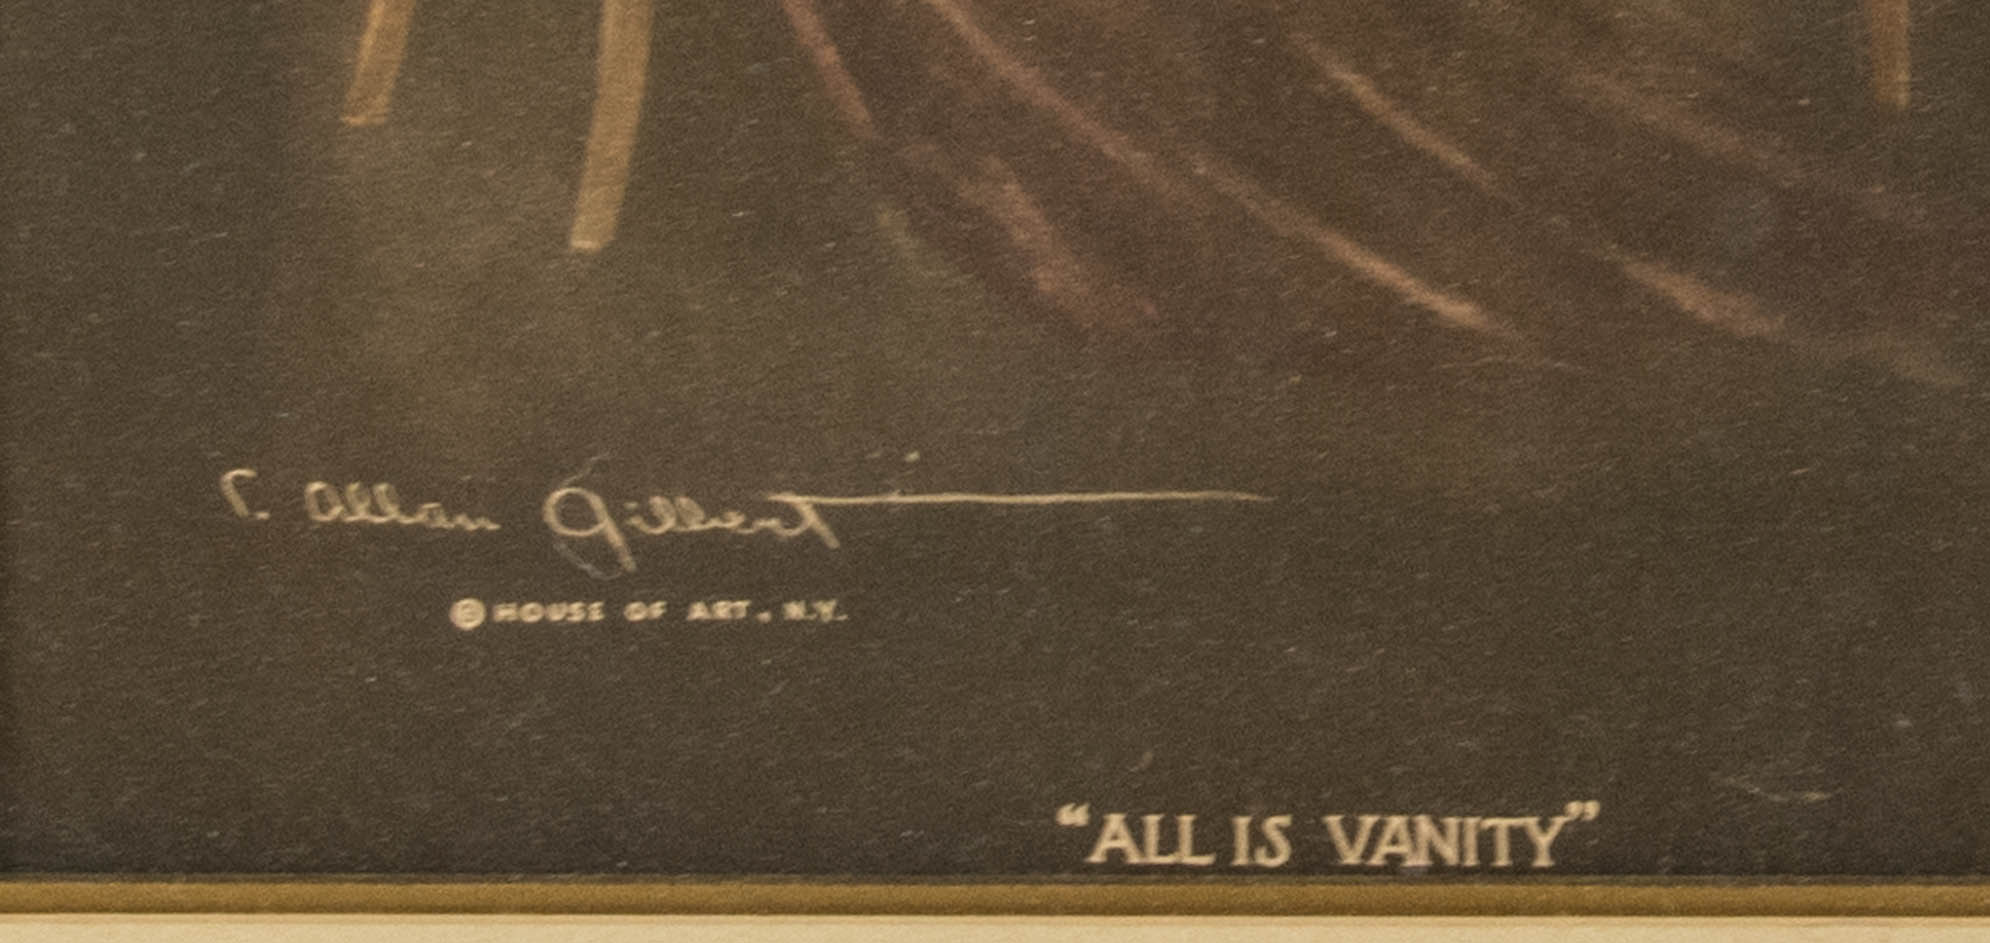 C. Allan Gilbert
© HOUSE OF ART, N.Y.
"ALL IS VANITY"